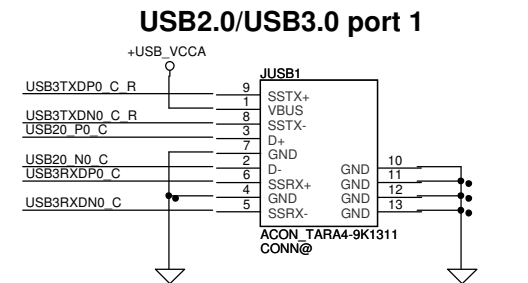 USB2.0/USB3.0 port 1
+USB_VCCA
JUSB1
USB3TXDP0_C_R 9 SSTX+
1 VBUS
USB3TXDN0_C_R 8 SSTX-
USB20_P0_C 3 D+
7 GND
USB20_N0_C 2 D- GND 10
USB3RXDP0_C 6 SSRX+ GND 11
4 GND GND 12
USB3RXDN0_C 5 SSRX- GND 13
ACON_TARA4-9K1311
CONN@